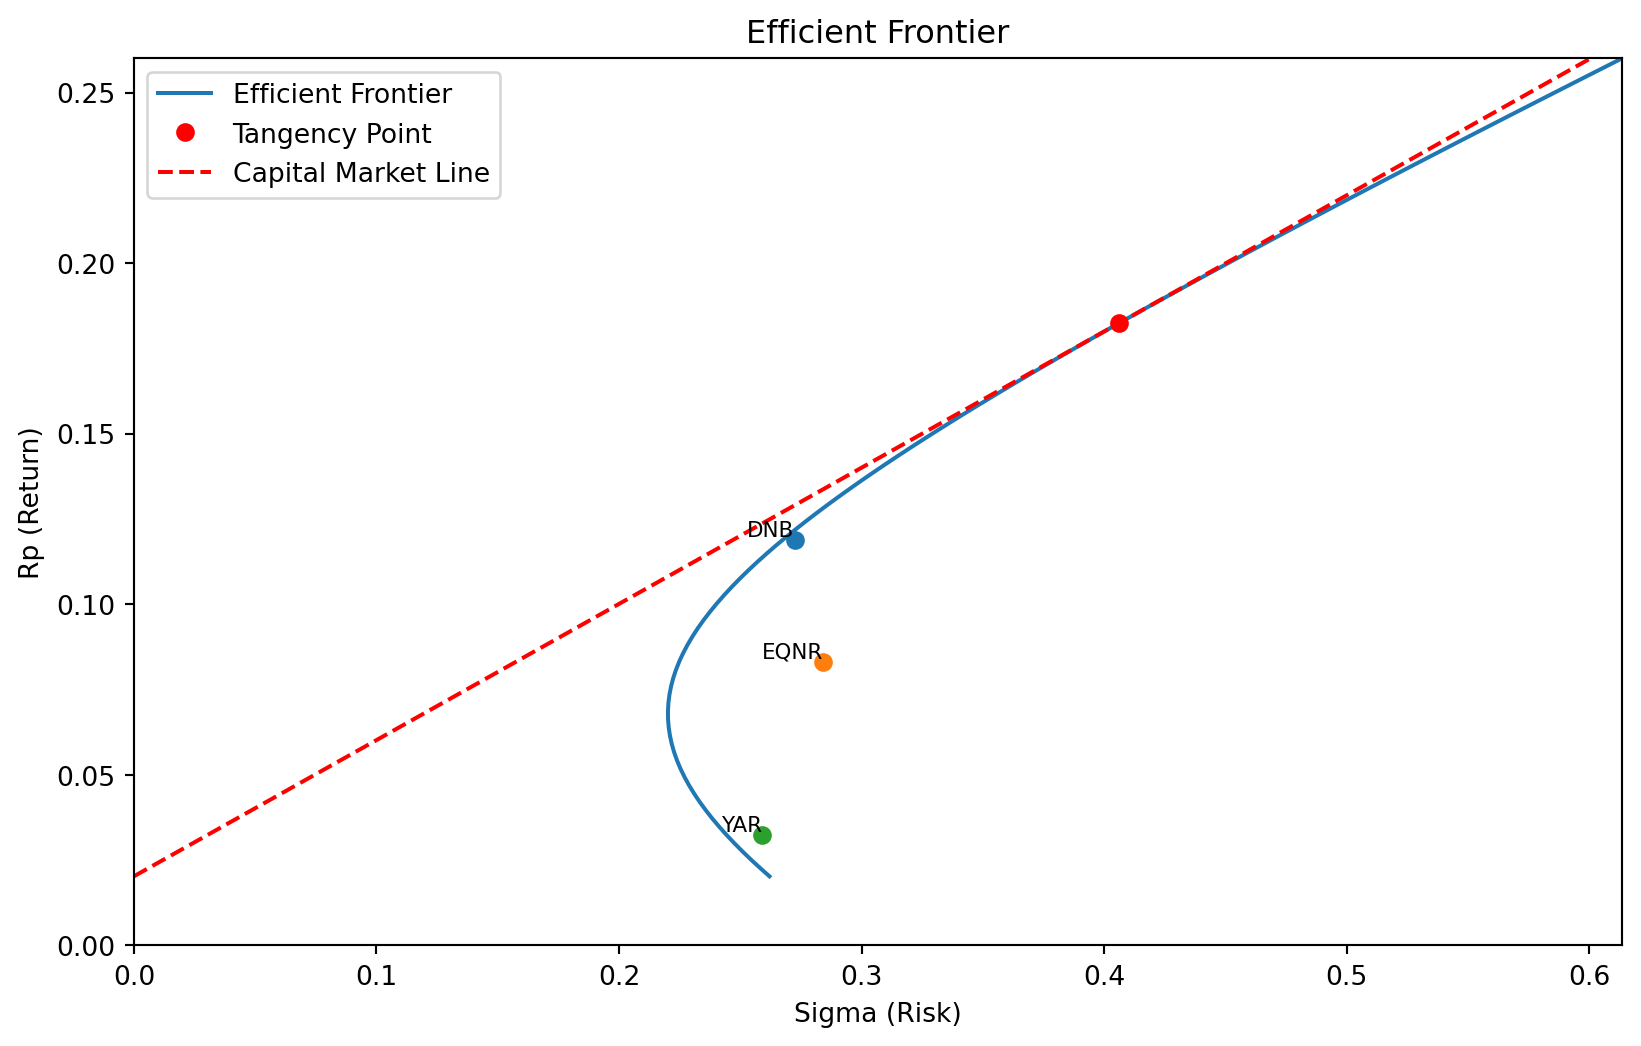 Efficient Frontier
Efficient Frontier
Tangency Point
Capital Market Line
Rp (Return)
0.25
0.20
0.15
0.10
0.05
0.00
DNB
EQNR
YAR
0.0 0.1 0.2 0.3 0.4 0.5 0.6
Sigma (Risk)